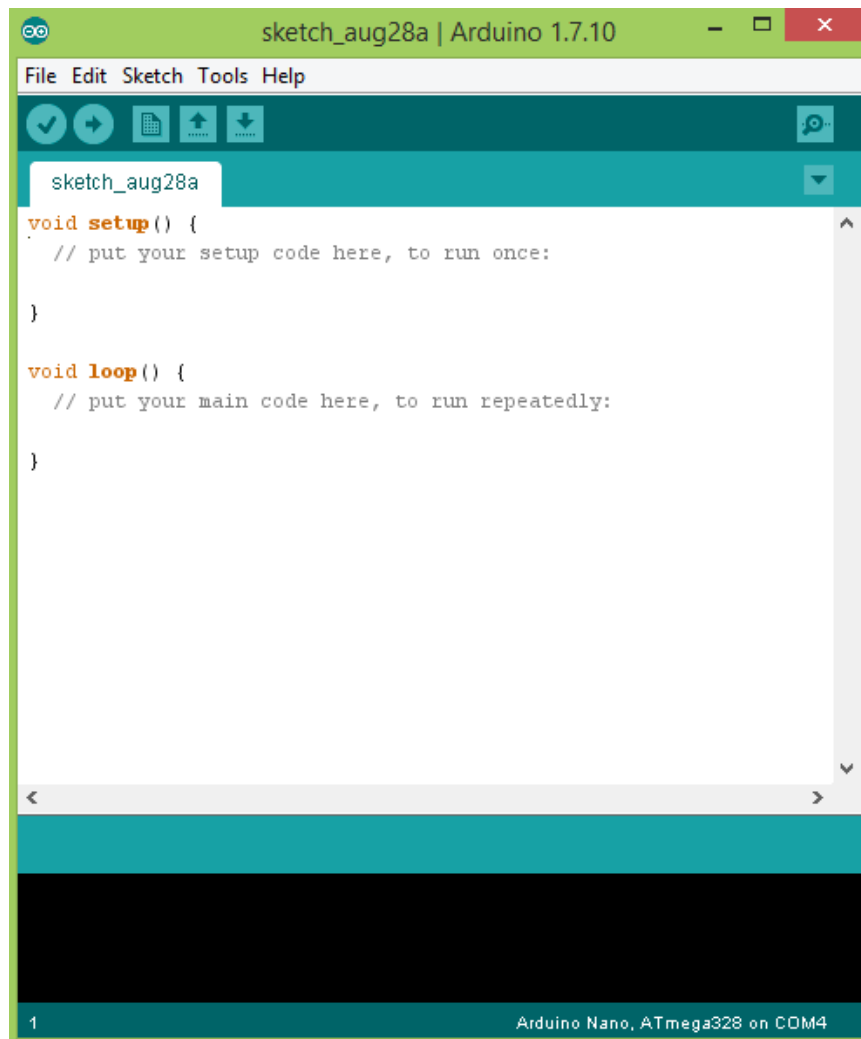 sketch_aug28a | Arduino 1.7.10
File Edit Sketch Tools Help
sketch_aug28a
void setup() {
  // put your setup code here, to run once:
}
void loop() {
  // put your main code here, to run repeatedly:
}
1 Arduino Nano, ATmega328 on COM4